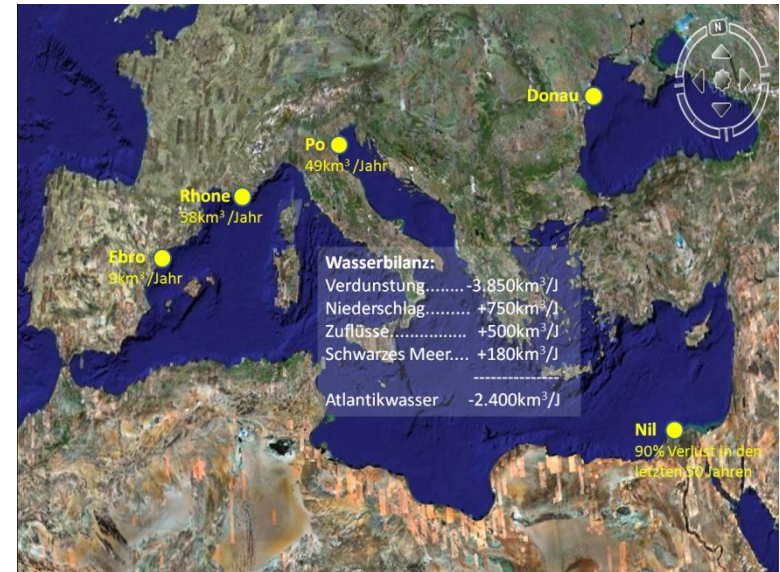 N
Donau
Po
49km³/Jahr
Rhone
58km³/Jahr
Ebro
9km³/Jahr
Wasserbilanz:
Verdunstung........-3.850km³/J
Niederschlag......... +750km³/J
Zuflüsse................ +500km³/J
Schwarzes Meer.... +180km³/J
---------------
Atlantikwasser -2.400km³/J
Nil
90% Verlust in den
letzten 50 Jahren